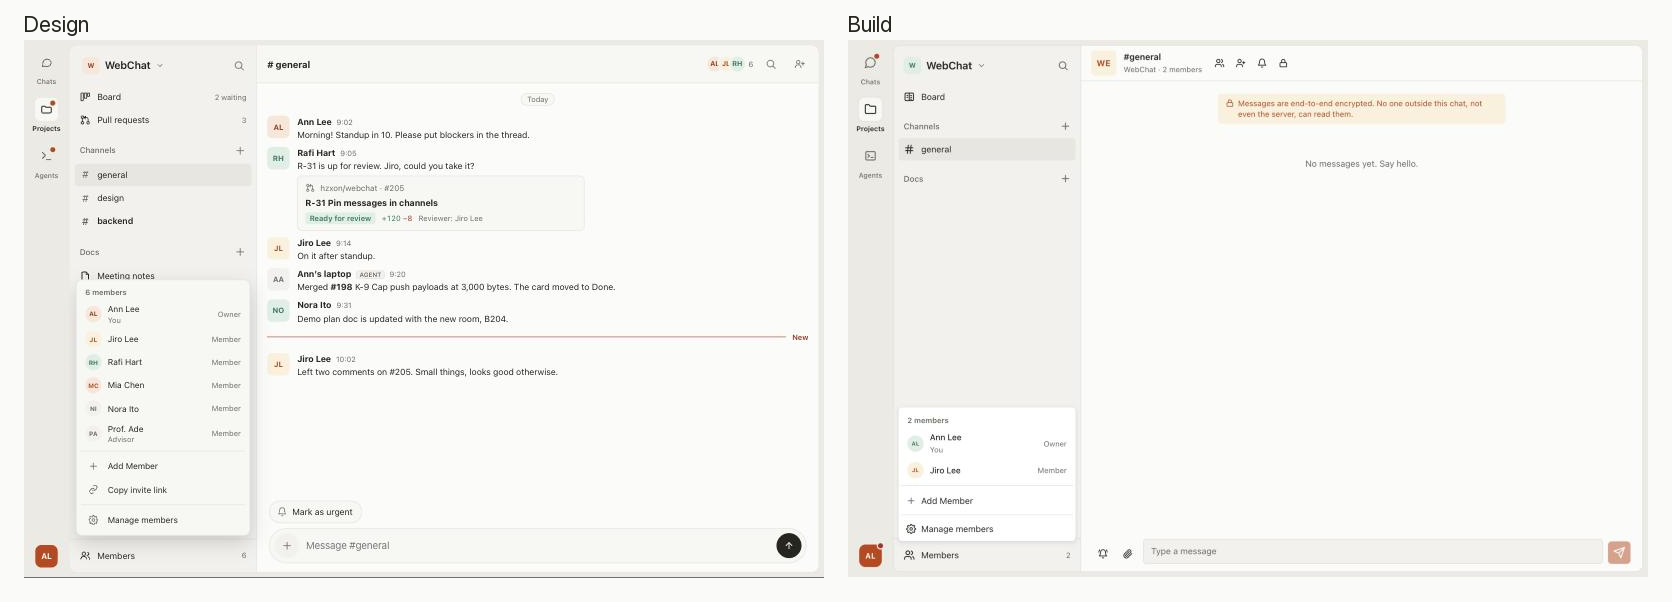 Design
Chats
Projects
Agents
AL
W WebChat
Board 2 waiting
Pull requests 3
Channels
# general
# design
# backend
Docs
Meeting notes
6 members
AL Ann Lee Owner
You
JL Jiro Lee Member
RH Rafi Hart Member
MC Mia Chen Member
NI Nora Ito Member
PA Prof. Ade Member
Advisor
Add Member
Copy invite link
Manage members
Members 6
# general
AL JL RH 6
Today
AL Ann Lee 9:02
Morning! Standup in 10. Please put blockers in the thread.
RH Rafi Hart 9:05
R-31 is up for review. Jiro, could you take it?
hzxon/webchat · #205
R-31 Pin messages in channels
Ready for review +120 −8 Reviewer: Jiro Lee
JL Jiro Lee 9:14
On it after standup.
AA Ann's laptop AGENT 9:20
Merged #198 K-9 Cap push payloads at 3,000 bytes. The card moved to Done.
NO Nora Ito 9:31
Demo plan doc is updated with the new room, B204.
New
JL Jiro Lee 10:02
Left two comments on #205. Small things, looks good otherwise.
Mark as urgent
Message #general
Build
Chats
Projects
Agents
AL
W WebChat
Board
Channels
# general
Docs
2 members
AL Ann Lee Owner
You
JL Jiro Lee Member
Add Member
Manage members
Members 2
WE #general
WebChat · 2 members
Messages are end-to-end encrypted. No one outside this chat, not
even the server, can read them.
No messages yet. Say hello.
Type a message